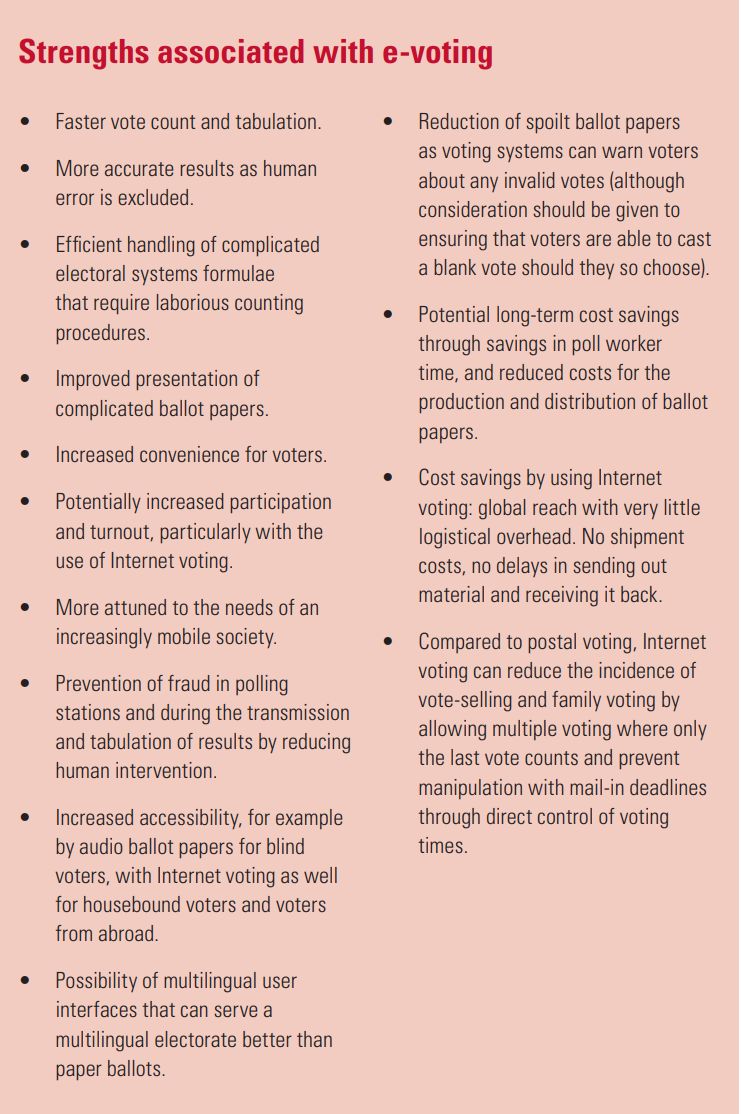 Strengths associated with e-voting
• Faster vote count and tabulation.
• More accurate results as human
error is excluded.
• Efficient handling of complicated
electoral systems formulae
that require laborious counting
procedures.
• Improved presentation of
complicated ballot papers.
• Increased convenience for voters.
• Potentially increased participation
and turnout, particularly with the
use of Internet voting.
• More attuned to the needs of an
increasingly mobile society.
• Prevention of fraud in polling
stations and during the transmission
and tabulation of results by reducing
human intervention.
• Increased accessibility, for example
by audio ballot papers for blind
voters, with Internet voting as well
for housebound voters and voters
from abroad.
• Possibility of multilingual user
interfaces that can serve a
multilingual electorate better than
paper ballots.
• Reduction of spoilt ballot papers
as voting systems can warn voters
about any invalid votes (although
consideration should be given to
ensuring that voters are able to cast
a blank vote should they so choose).
• Potential long-term cost savings
through savings in poll worker
time, and reduced costs for the
production and distribution of ballot
papers.
• Cost savings by using Internet
voting: global reach with very little
logistical overhead. No shipment
costs, no delays in sending out
material and receiving it back.
• Compared to postal voting, Internet
voting can reduce the incidence of
vote-selling and family voting by
allowing multiple voting where only
the last vote counts and prevent
manipulation with mail-in deadlines
through direct control of voting
times.